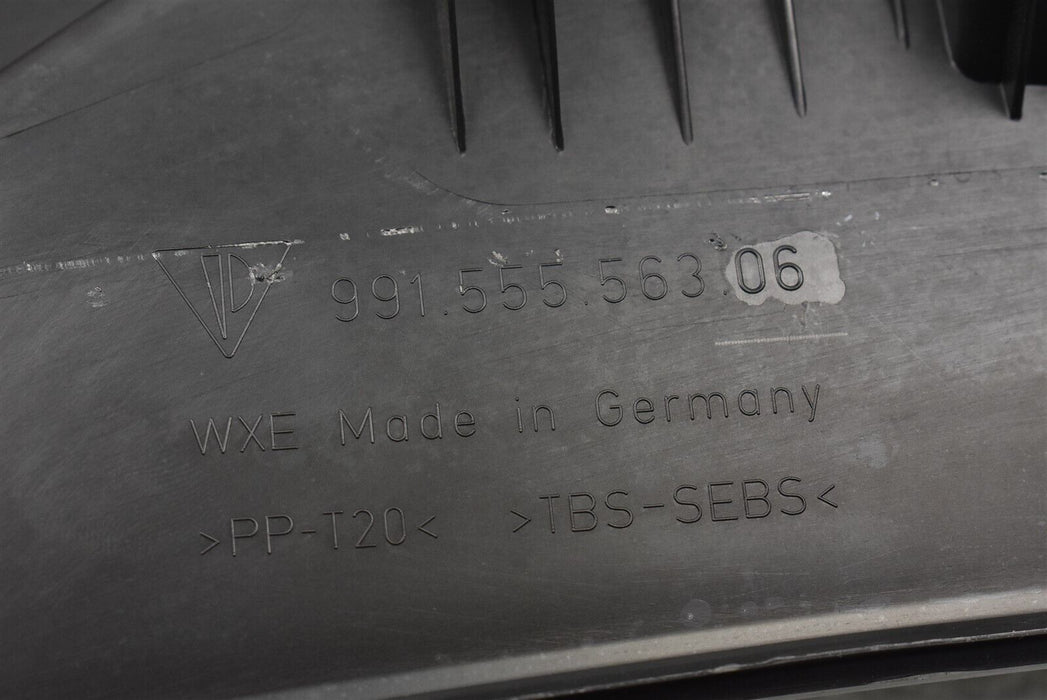 991.555.563.06
WXE Made in Germany
>PP-T20< >TBS-SEBS<